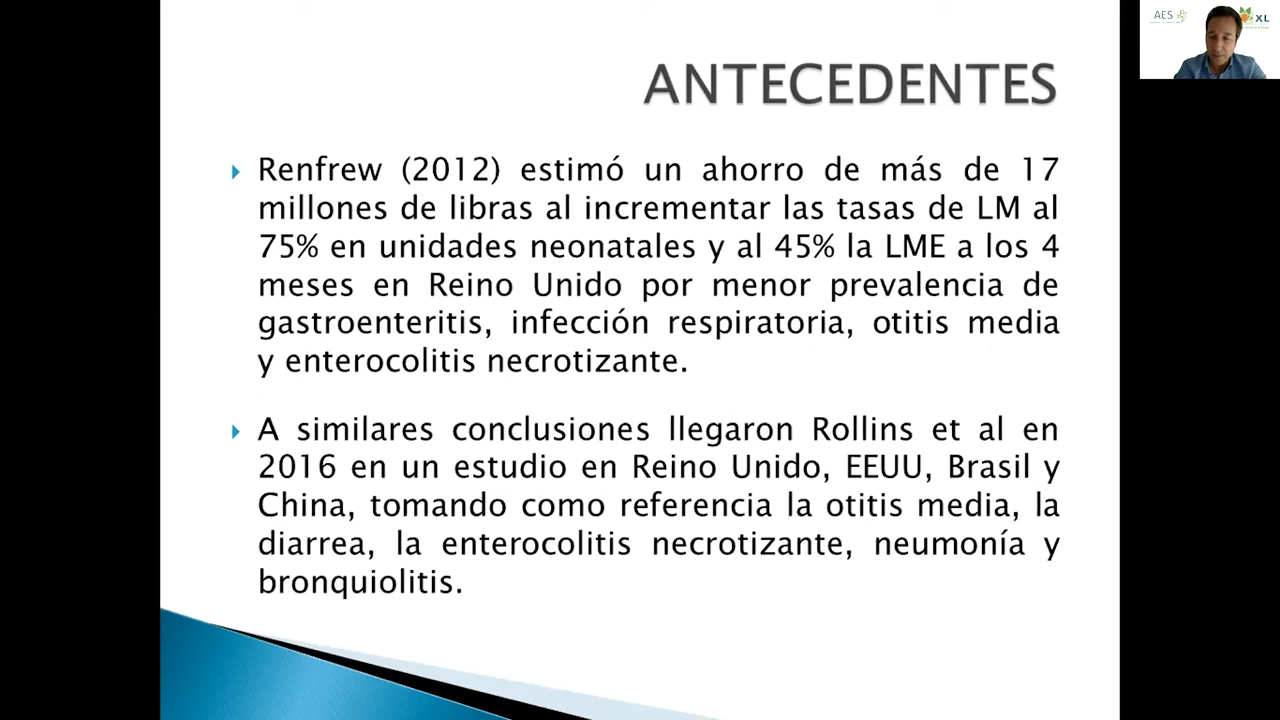 AES
XL
ANTECEDENTES
Renfrew (2012) estimó un ahorro de más de 17
millones de libras al incrementar las tasas de LM al
75% en unidades neonatales y al 45% la LME a los 4
meses en Reino Unido por menor prevalencia de
gastroenteritis, infección respiratoria, otitis media
y enterocolitis necrotizante.
A similares conclusiones llegaron Rollins et al en
2016 en un estudio en Reino Unido, EEUU, Brasil y
China, tomando como referencia la otitis media, la
diarrea, la enterocolitis necrotizante, neumonía y
bronquiolitis.